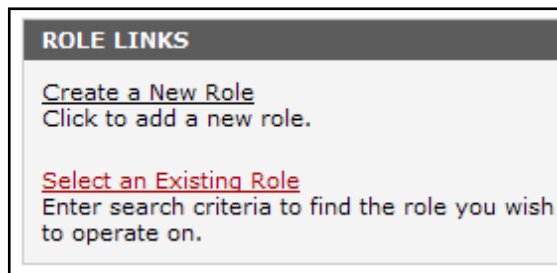 ROLE LINKS
Create a New Role
Click to add a new role.
Select an Existing Role
Enter search criteria to find the role you wish
to operate on.